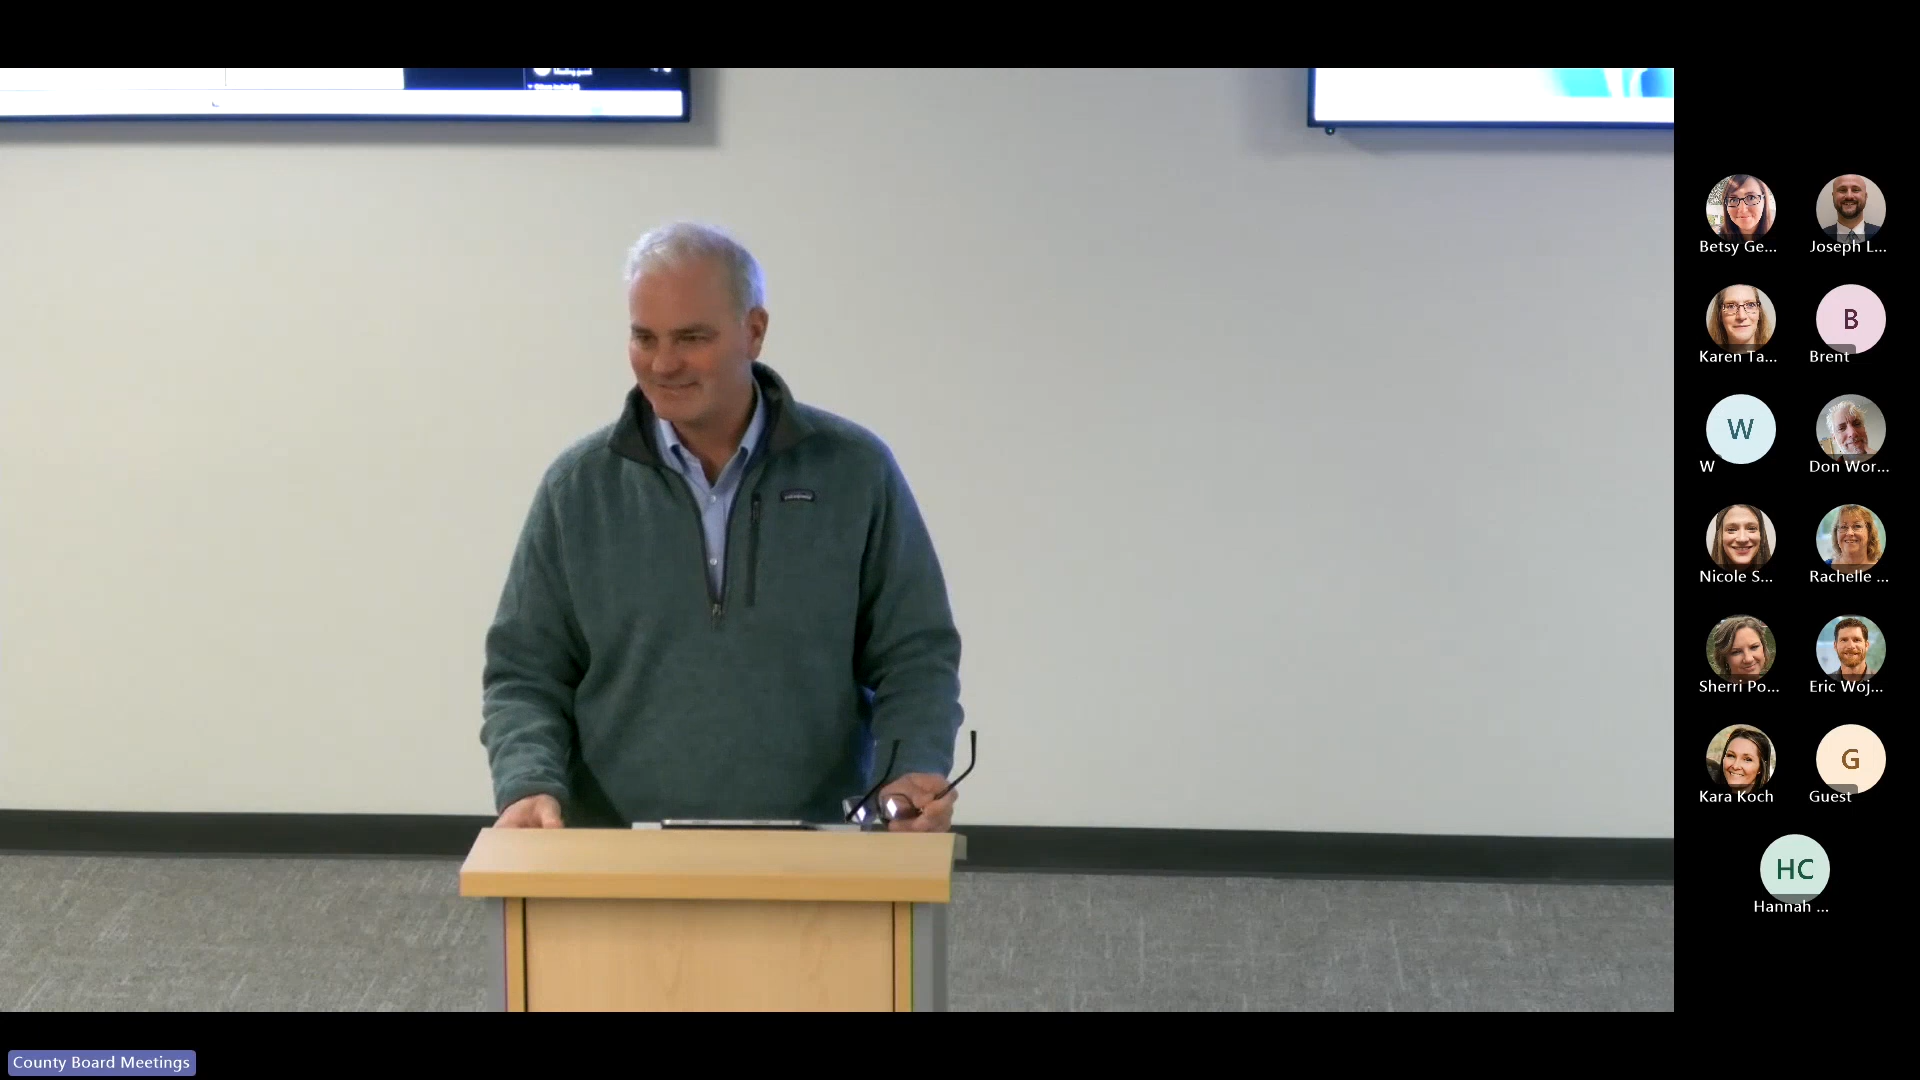 Betsy Ge...
Joseph L...
Karen Ta...
B
Brent
W
W
Don Wor...
Nicole S...
Rachelle ...
Sherri Po...
Eric Woj...
Kara Koch
G
Guest
HC
Hannah ...
County Board Meetings